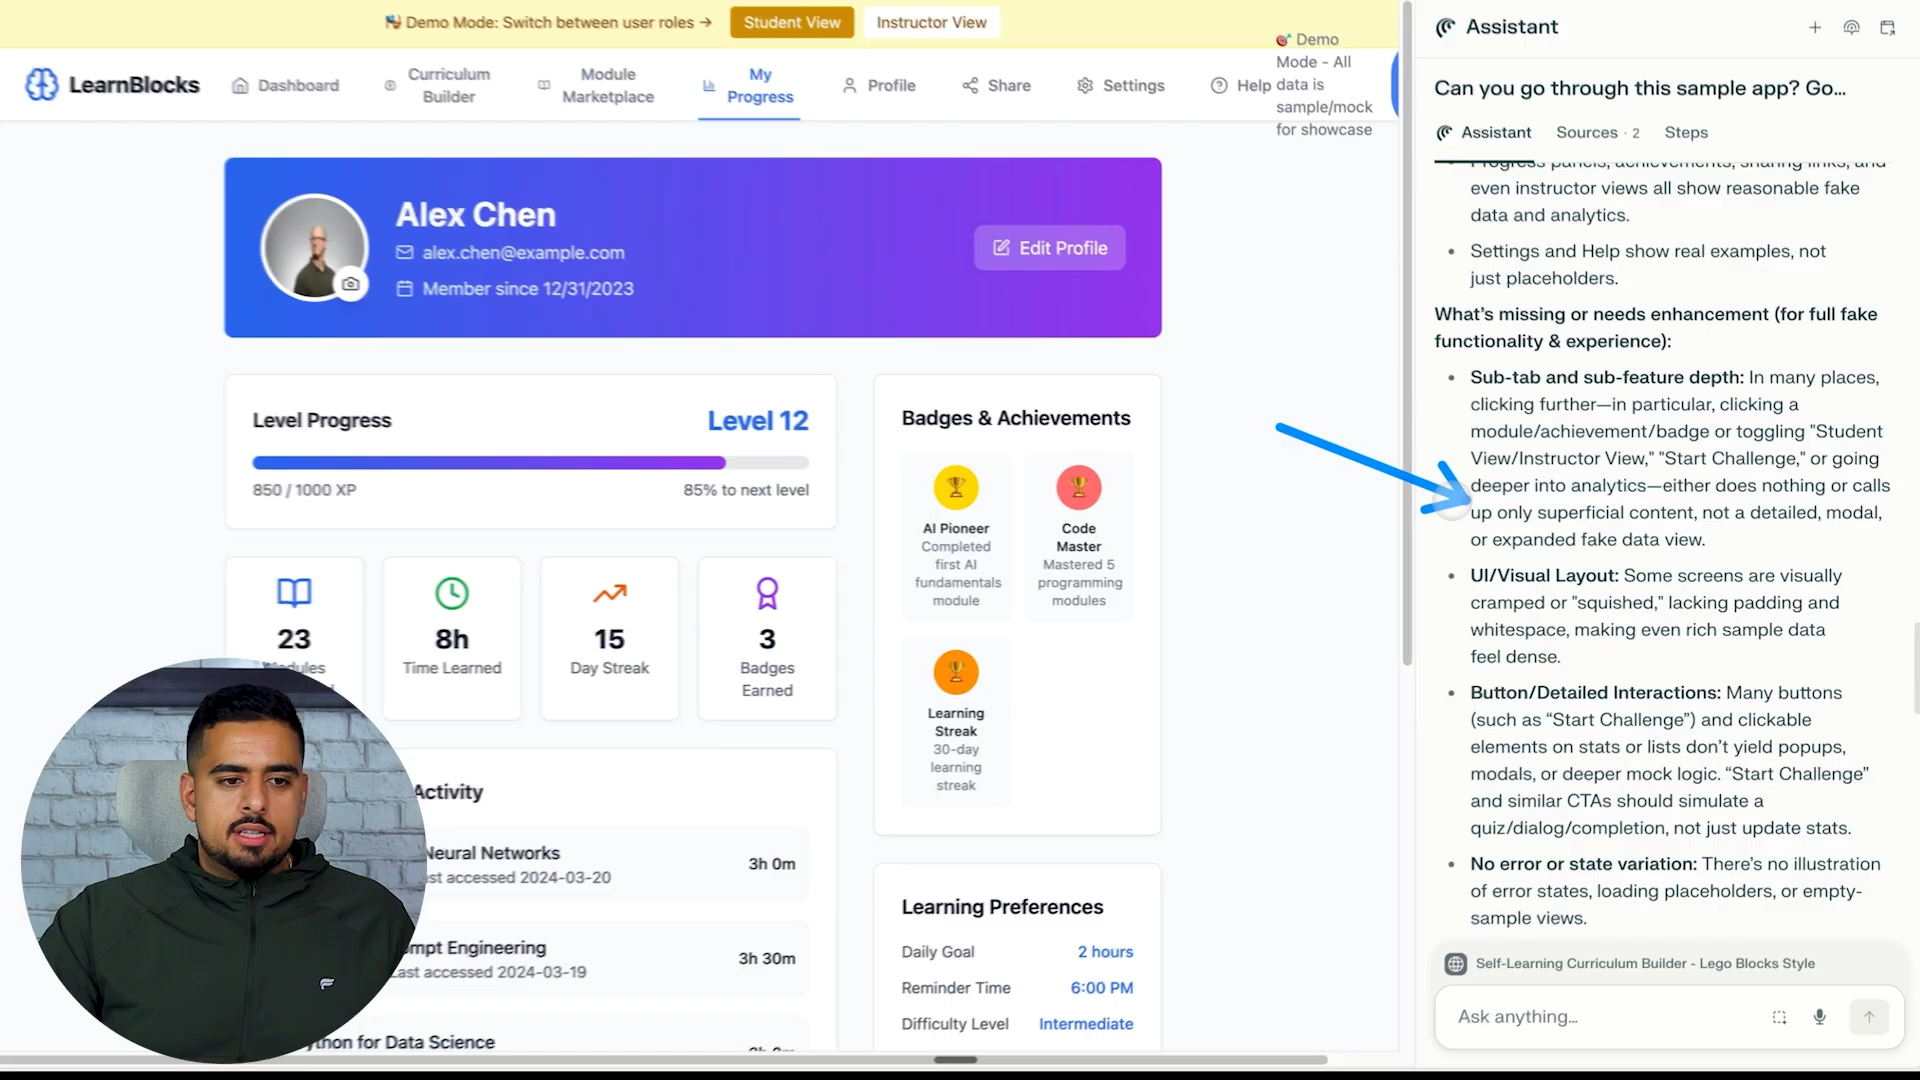 Demo Mode: Switch between user roles →
Student View
Instructor View
LearnBlocks
Dashboard
Curriculum
Builder
Module
Marketplace
My
Progress
Profile
Share
Settings
Help
Demo
Mode - All
data is
sample/mock
for showcase
Alex Chen
alex.chen@example.com
Member since 12/31/2023
Edit Profile
Level Progress
Level 12
850 / 1000 XP
85% to next level
23
8h
Time Learned
15
Day Streak
3
Badges
Earned
Activity
Neural Networks
accessed 2024-03-20
3h 0m
Engineering
Last accessed 2024-03-19
3h 30m
for Data Science
Badges & Achievements
AI Pioneer
Completed
first AI
fundamentals
module
Code
Master
Mastered 5
programming
modules
Learning
Streak
30-day
learning
streak
Learning Preferences
Daily Goal
2 hours
Reminder Time
6:00 PM
Difficulty Level
Intermediate
Assistant
Can you go through this sample app? Go...
Assistant
Sources · 2
Steps
Progress panels, achievements, sharing links, and
even instructor views all show reasonable fake
data and analytics.
• Settings and Help show real examples, not
just placeholders.
What's missing or needs enhancement (for full fake
functionality & experience):
• Sub-tab and sub-feature depth: In many places,
clicking further—in particular, clicking a
module/achievement/badge or toggling "Student
View/Instructor View," "Start Challenge," or going
deeper into analytics—either does nothing or calls
up only superficial content, not a detailed, modal,
or expanded fake data view.
• UI/Visual Layout: Some screens are visually
cramped or "squished," lacking padding and
whitespace, making even rich sample data
feel dense.
• Button/Detailed Interactions: Many buttons
(such as “Start Challenge”) and clickable
elements on stats or lists don’t yield popups,
modals, or deeper mock logic. “Start Challenge”
and similar CTAs should simulate a
quiz/dialog/completion, not just update stats.
• No error or state variation: There’s no illustration
of error states, loading placeholders, or empty-
sample views.
Self-Learning Curriculum Builder - Lego Blocks Style
Ask anything...